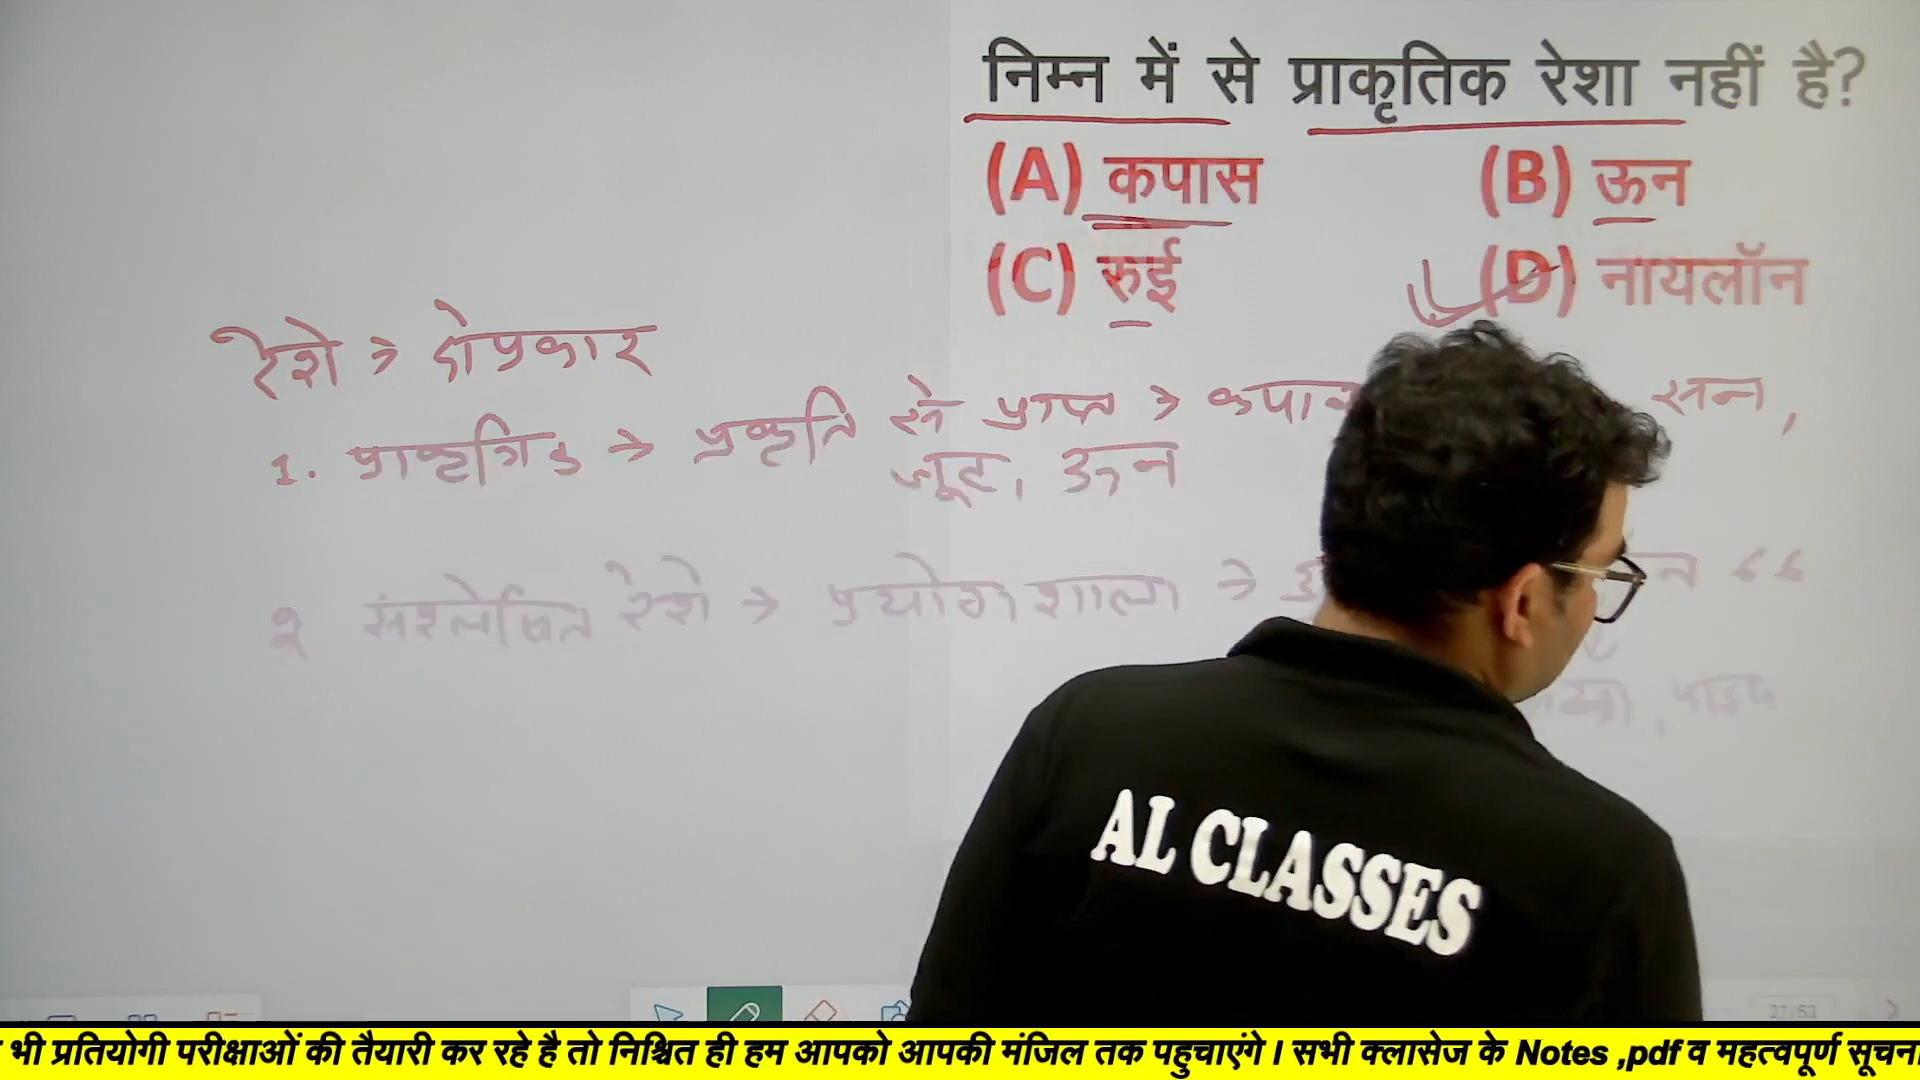 निम्न में से प्राकृतिक रेशा नहीं है?
(A) कपास (B) ऊन
(C) रुई (D) नायलॉन
रेशे → दो प्रकार
1. प्राकृतिक → प्रकृति से प्राप्त → कपा सन,
जूट, ऊन
2 संश्लेषित रेशे → प्रयोगशाला →
AL CLASSES
भी प्रतियोगी परीक्षाओं की तैयारी कर रहे है तो निश्चित ही हम आपको आपकी मंजिल तक पहुचाएंगे । सभी क्लासेज के Notes ,pdf व महत्वपूर्ण सूचना